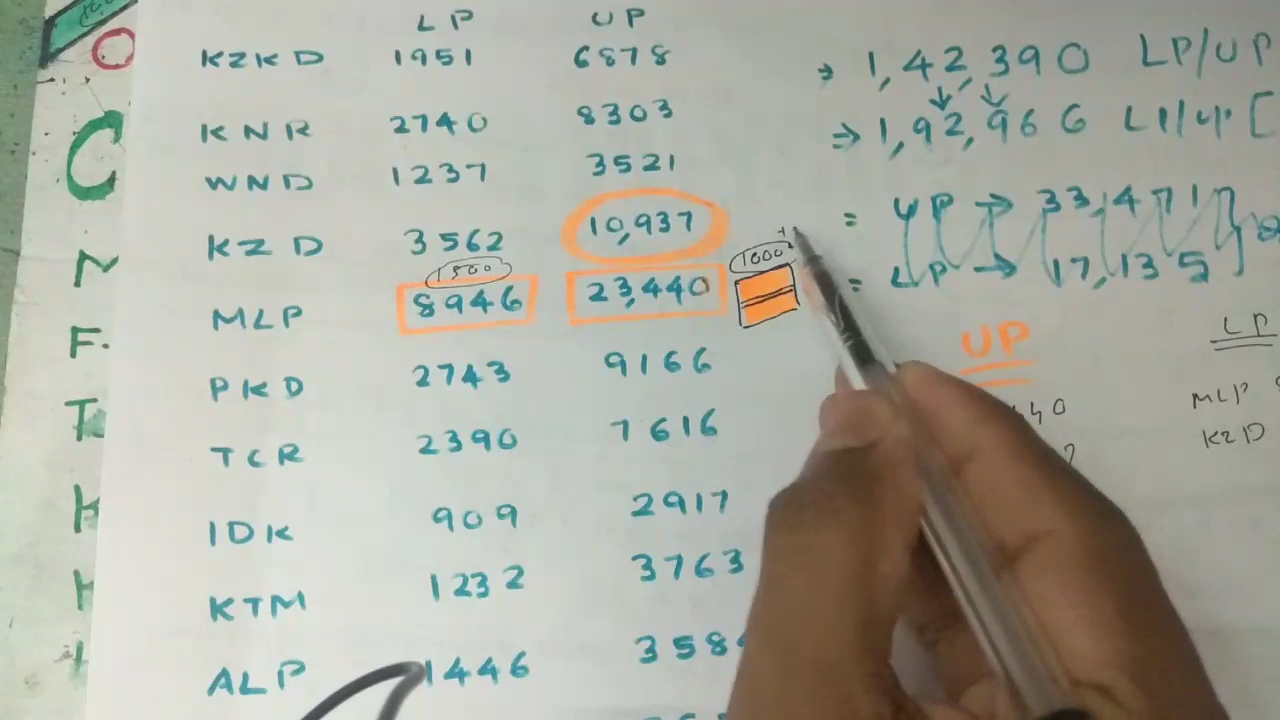 LP UP
KZKD 1951 6878
KNR 2740 8303
WND 1237 3521
KZD 3562 10,937
1500 1000
MLP 8946 23,440
PKD 2743 9166
TCR 2390 7616
IDK 909 2917
KTM 1232 3763
ALP 1446 358
⇒ 1,42,390 LP/UP
⇒ 1,92,966 LP/UP [
= UP → 33,471
= LP → 17,135
UP
440
LP
MLP
KZD
C
M
F.
T
K